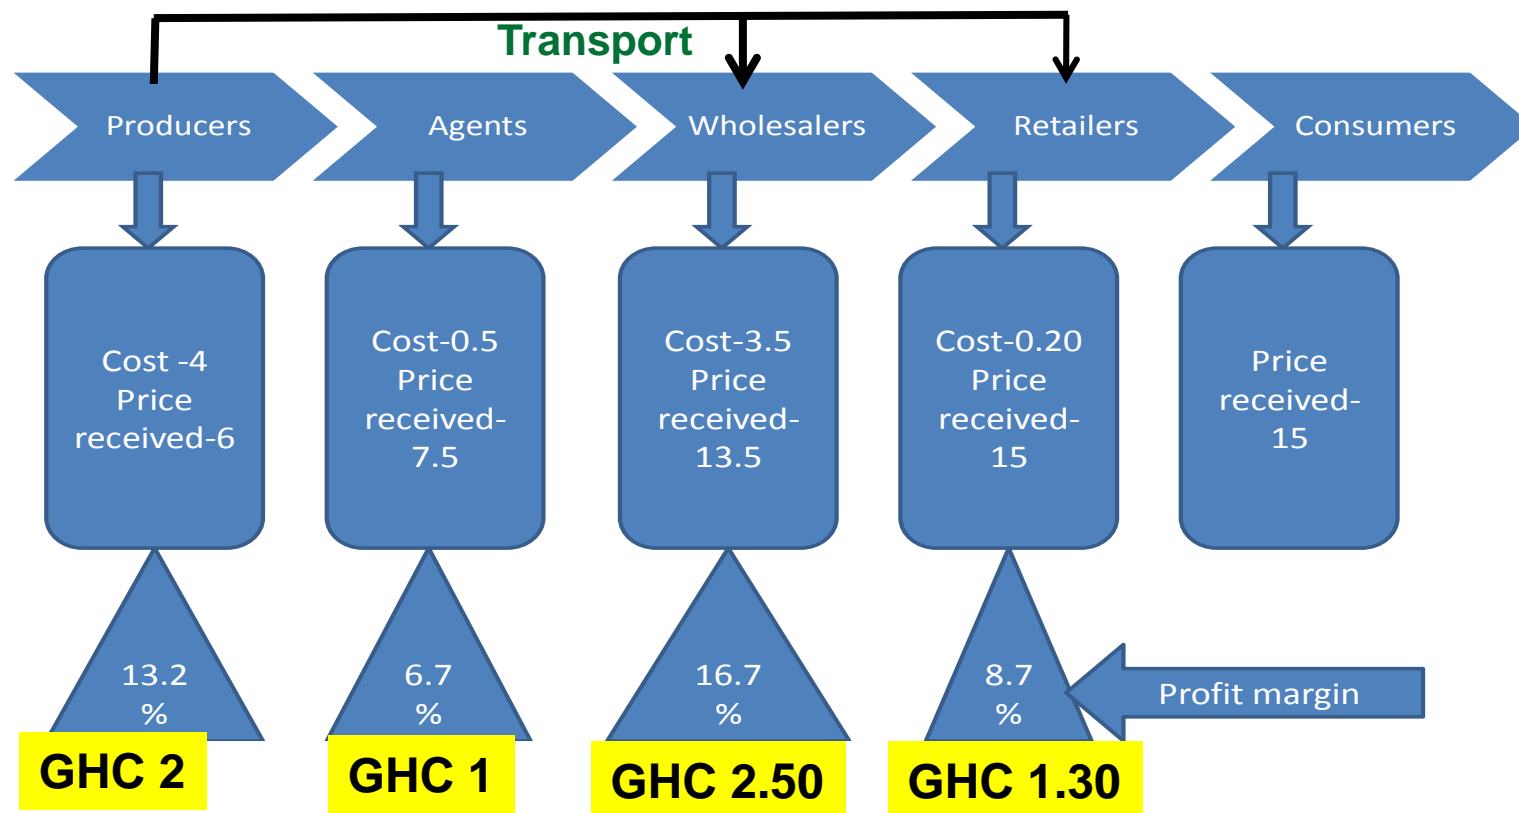 Transport
Producers
Agents
Wholesalers
Retailers
Consumers
Cost -4
Price
received-6
Cost-0.5
Price
received-
7.5
Cost-3.5
Price
received-
13.5
Cost-0.20
Price
received-
15
Price
received-
15
13.2
%
6.7
%
16.7
%
8.7
%
Profit margin
GHC 2
GHC 1
GHC 2.50
GHC 1.30